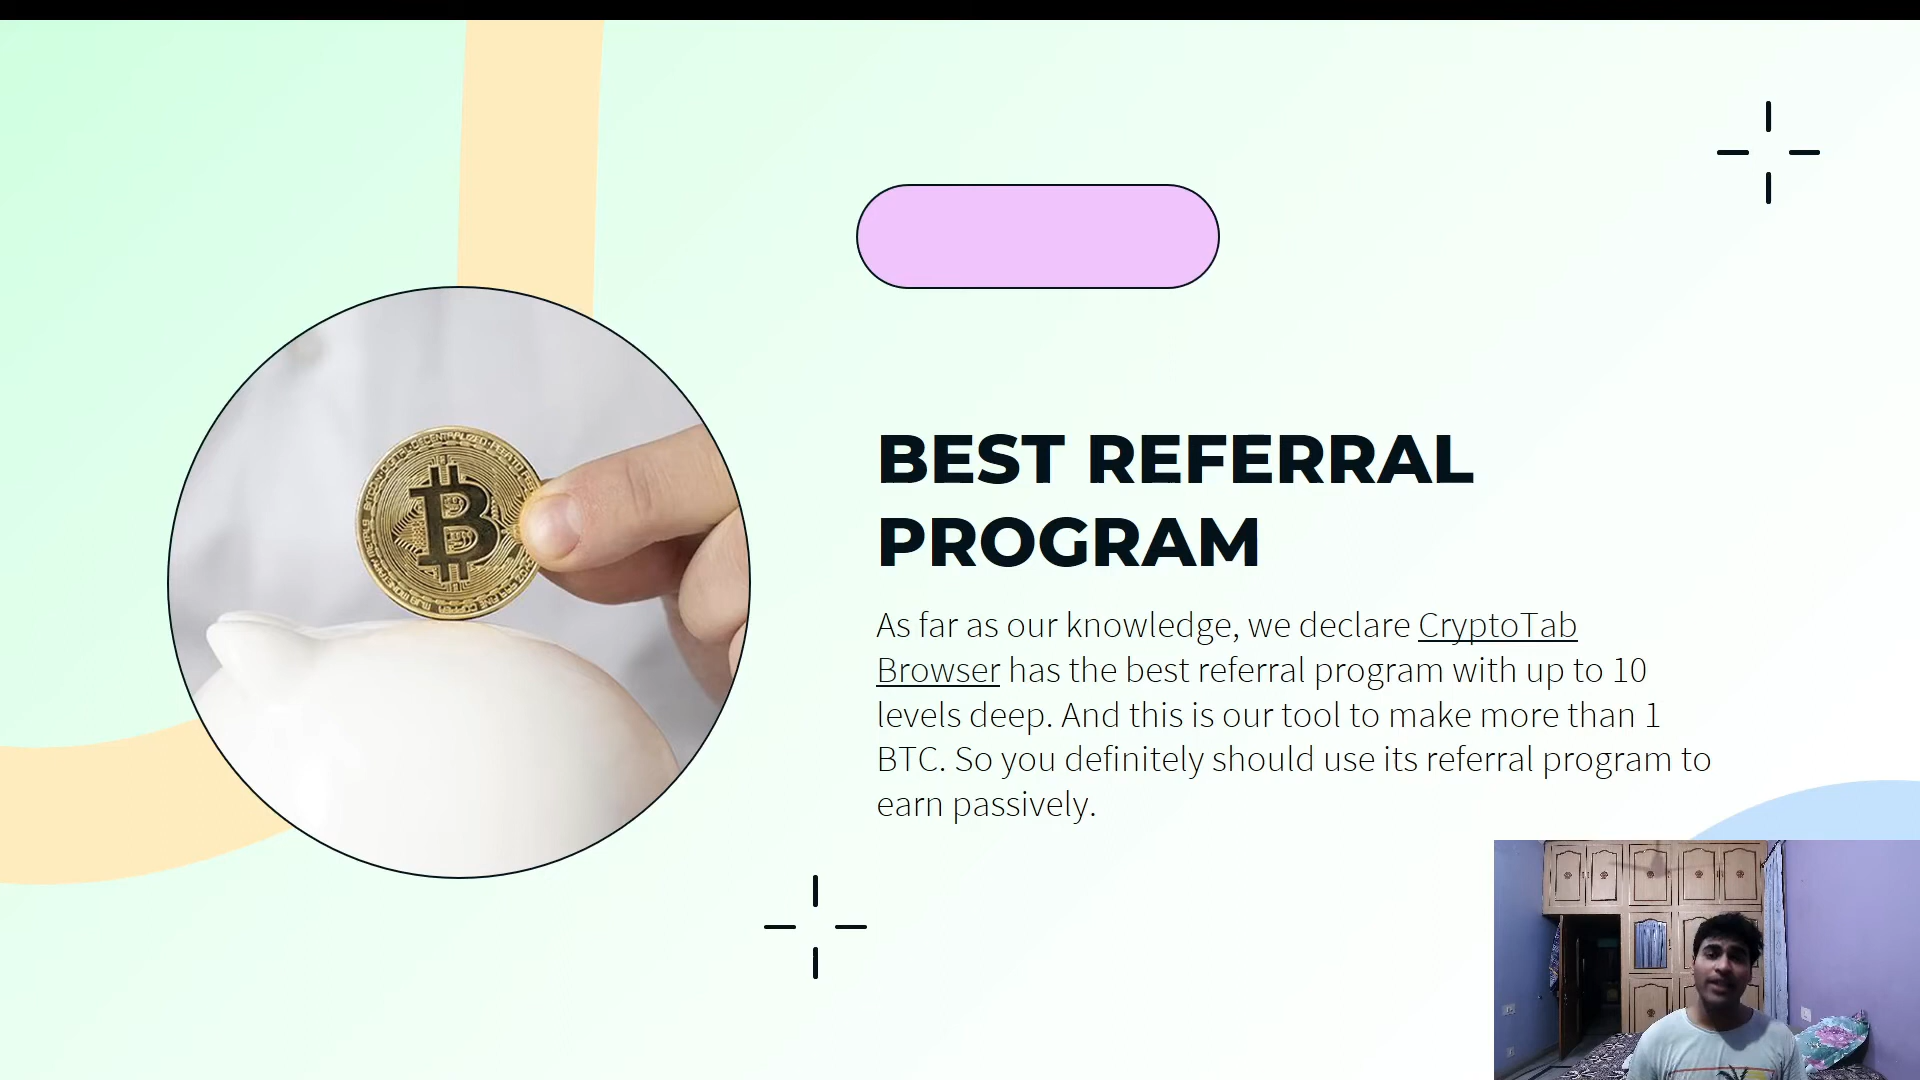 BEST REFERRAL
PROGRAM
As far as our knowledge, we declare CryptoTab
Browser has the best referral program with up to 10
levels deep. And this is our tool to make more than 1
BTC. So you definitely should use its referral program to
earn passively.
DECENTRALIZED